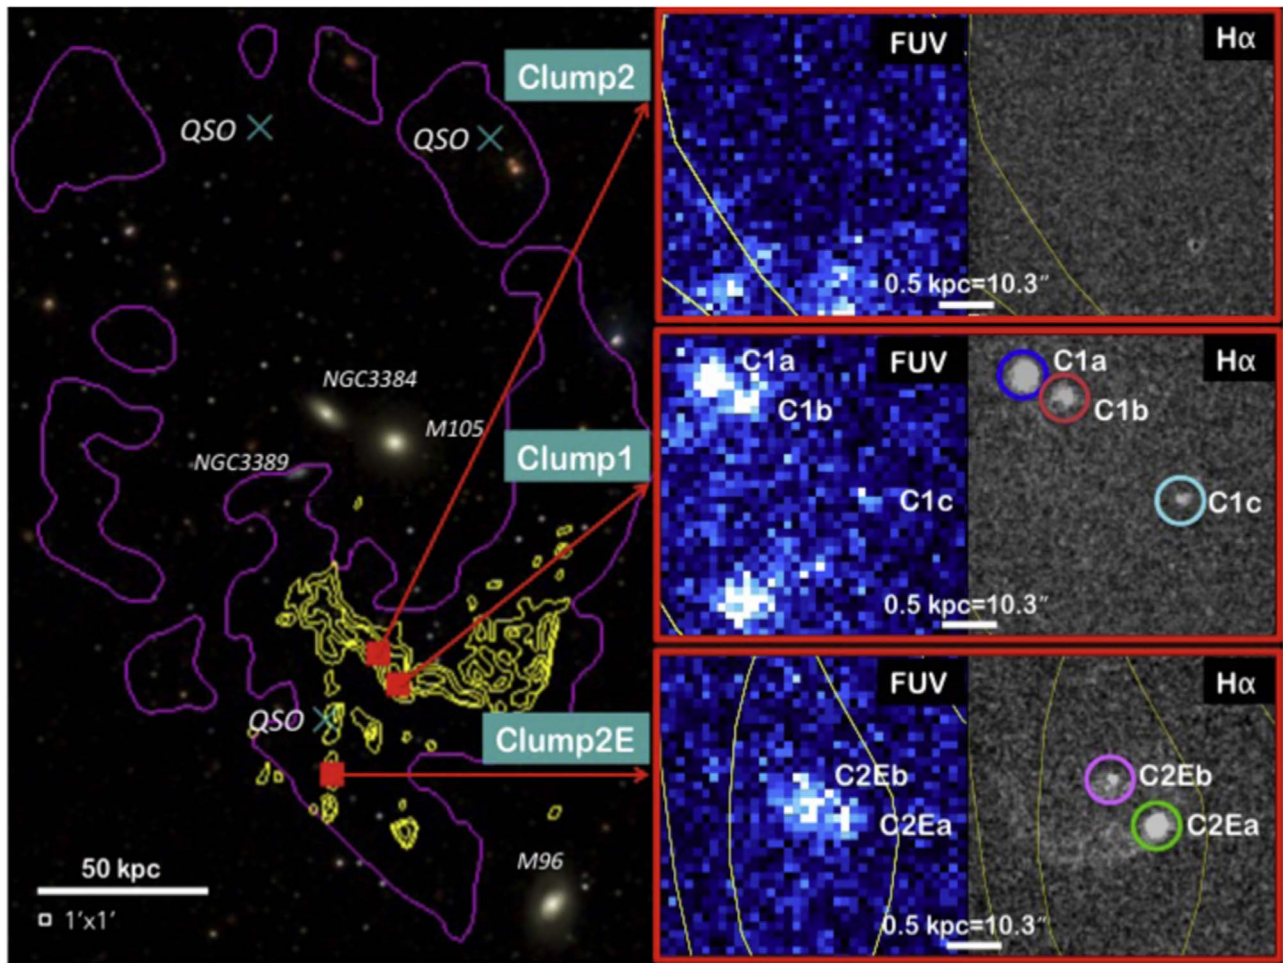 QSO
QSO
NGC3384
M105
NGC3389
QSO
M96
50 kpc
1'x1'
Clump2
Clump1
Clump2E
FUV
Hα
0.5 kpc=10.3"
FUV
Hα
C1a
C1b
C1c
C1a
C1b
C1c
0.5 kpc=10.3"
FUV
Hα
C2Eb
C2Ea
C2Eb
C2Ea
0.5 kpc=10.3"